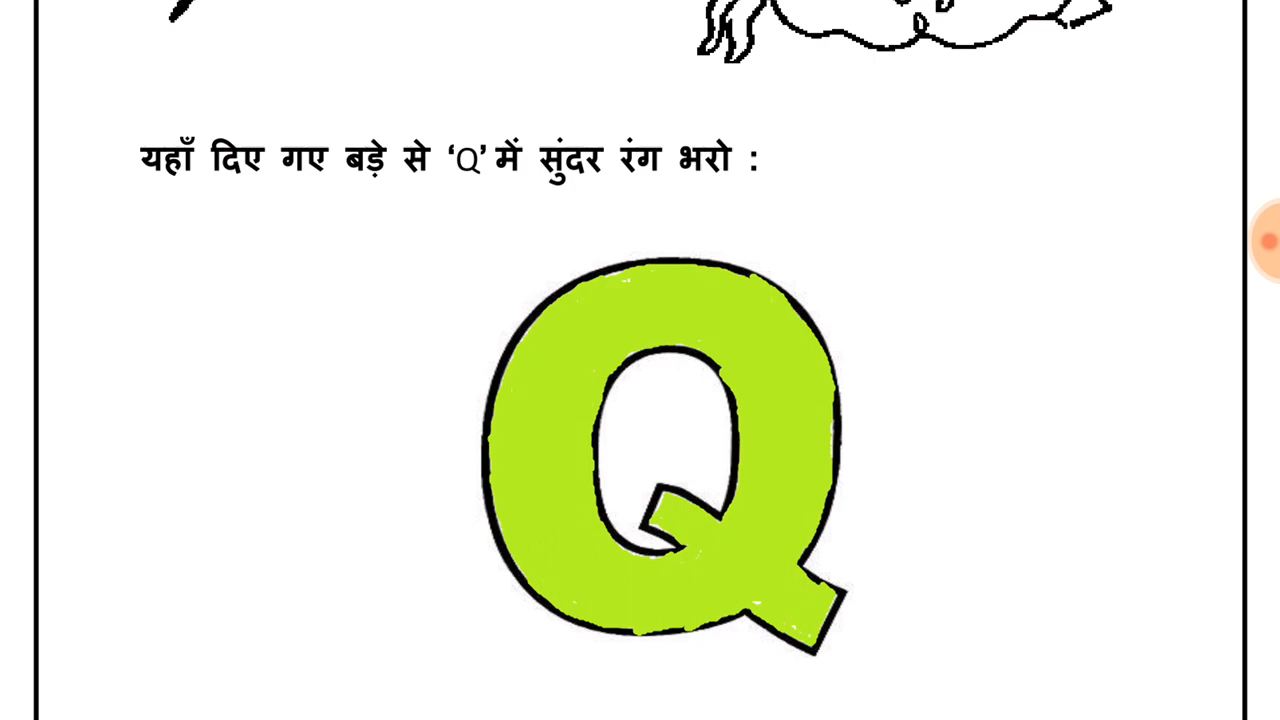 यहाँ दिए गए बड़े से ‘Q’ में सुंदर रंग भरो :
Q